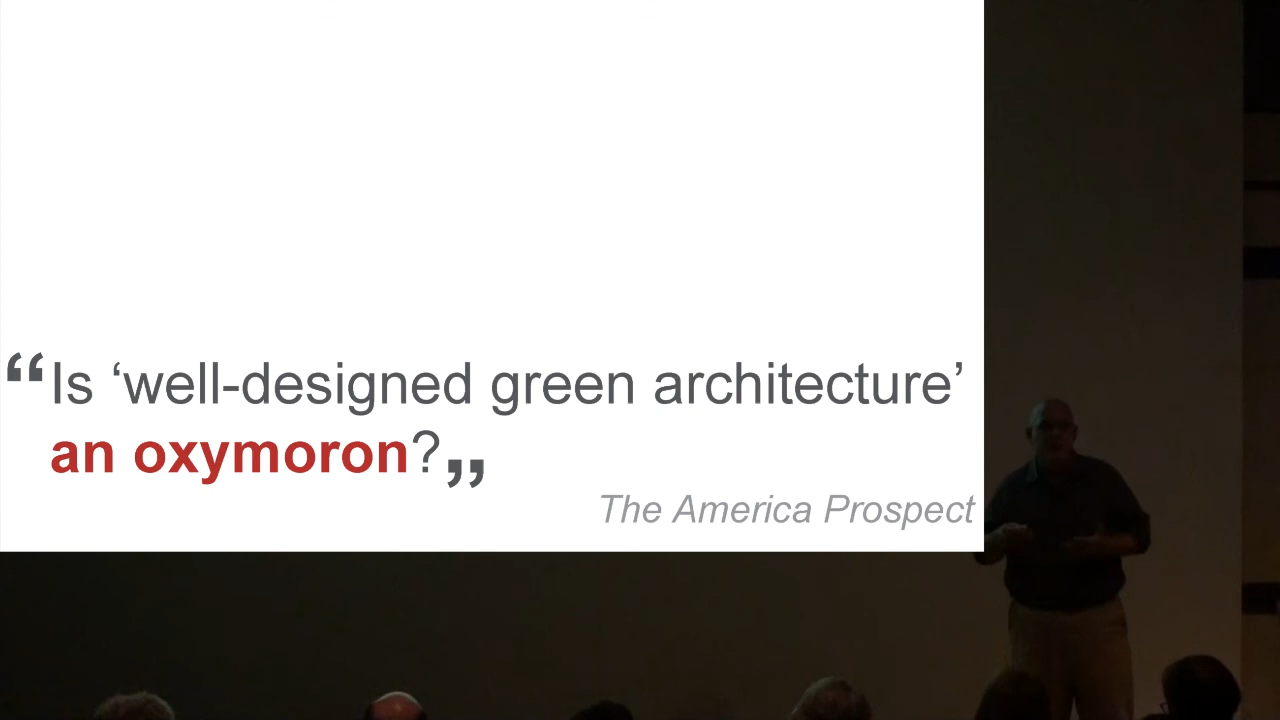 “Is ‘well-designed green architecture’
an oxymoron?”
The America Prospect